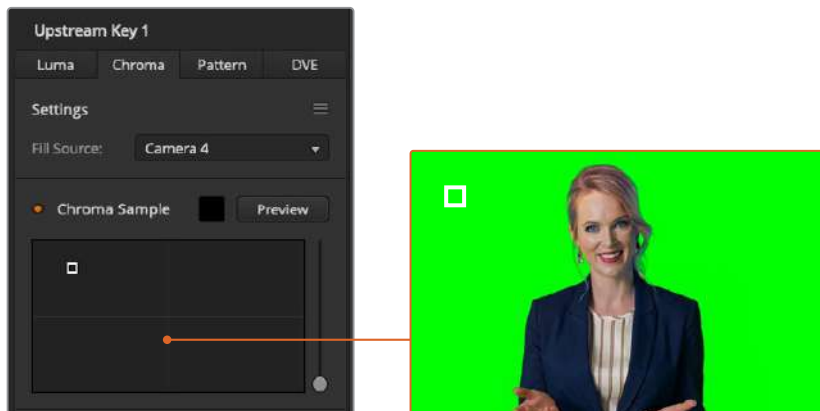 Upstream Key 1
Luma Chroma Pattern DVE
Settings
Fill Source: Camera 4
Chroma Sample Preview